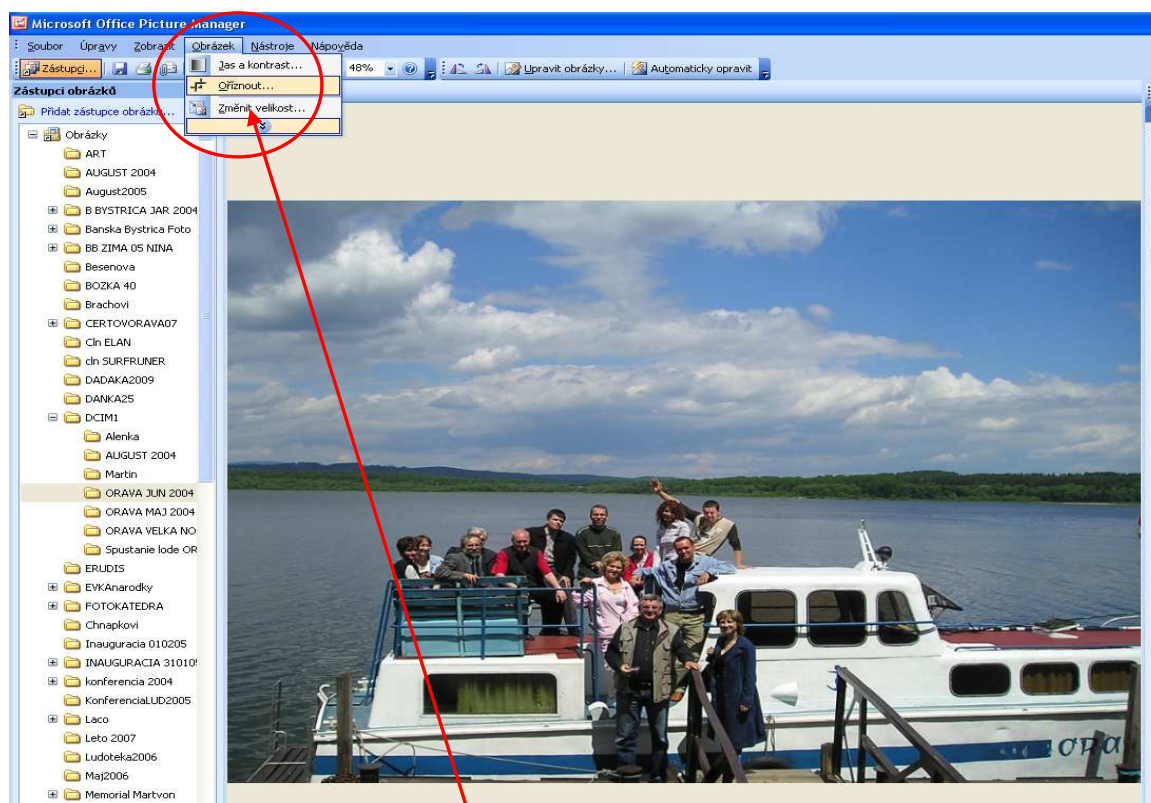 Microsoft Office Picture Manager
Soubor Úpravy Zobrazit Obrázek Nástroje Nápověda
Zástupci... 48% Upravit obrázky... Automaticky opravit
Jas a kontrast...
Oříznout...
Změnit velikost...
Zástupci obrázků
Přidat zástupce obrázků...
Obrázky
ART
AUGUST 2004
August2005
B BYSTRICA JAR 2004
Banska Bystrica Foto
BB ZIMA 05 NINA
Besenova
BOZKA 40
Brachovi
CERTOVORAVA07
Cln ELAN
cln SURFRUNER
DADAKA2009
DANKA25
DCIM1
Alenka
AUGUST 2004
Martin
ORAVA JUN 2004
ORAVA MAJ 2004
ORAVA VELKA NO
Spustanie lode OR
ERUDIS
EVKAnarodky
FOTOKATEDRA
Chnapkovi
Inauguracia 010205
INAUGURACIA 31010
konferencia 2004
KonferenciaLUD2005
Laco
Leto 2007
Ludoteka2006
Maj2006
Memorial Martvon